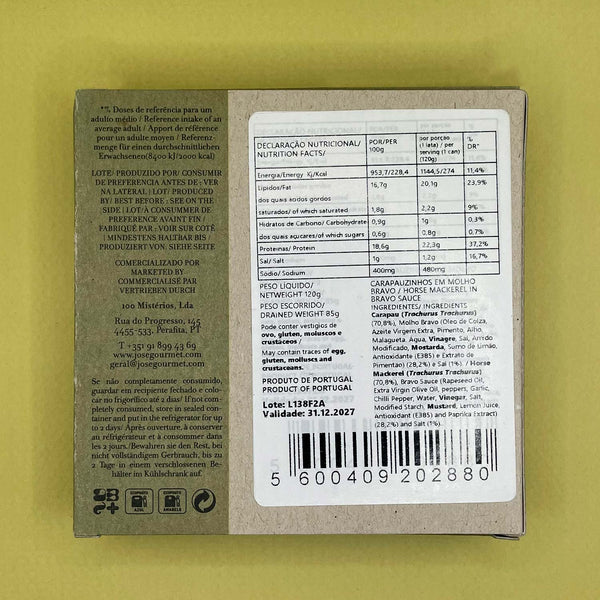 *% Doses de referência para um
adulto médio / Reference intake of an
average adult / Apport de référence
pour un adulte moyen / Referenz-
menge für einen durchschnittlichen
Erwachsenen(8400 kJ/2000 kcal)
LOTE/ PRODUZIDO POR/ CONSUMIR
DE PREFERENCIA ANTES DE - VER
NA LATERAL | LOT/ PRODUCED
BY/ BEST BEFORE : SEE ON THE
SIDE | LOT/ À CONSUMMER DE
PREFERENCE AVAINT FIN /
FABRIQUÉ PAR : VOIR SUR COTÉ
| MINDESTENS HALTBAR BIS /
PRODUZIERT VON: SIEHE SEITE
COMERCIALIZADO POR
MARKETED BY
COMMERCIALISÉ PAR
VERTRIEBEN DURCH
100 Mistérios, Lda
Rua do Progresso, 145
4455-533, Perafita, PT
T +351 91 899 43 69
www.josegourmet.com
geral@josegourmet.com
Se não completamente consumido,
guardar em recipiente fechado e colo-
car no frigorífico até 2 dias/ If not com-
pletely consumed, store in sealed
container and put in the refrigerator for up
to 2 days/ Après ouverture, à conserver
au réfrigérateur et à consommer dans
les 2 jours./Bewahren sie den Rest, bei
nicht vollständigem Gerbrauch, bis zu
2 Tage in einem verschlossenen Be-
hälter im Kühlschrank auf.
COMPOSITO AZUL
COMPOSITO AMARELO
DECLARAÇÃO NUTRICIONAL/ NUTRITION FACTS/ POR/PER 100g por porção (1 lata) / per serving (1 can) (120g) % DR*
Energia/Energy Kj/Kcal 953,7/228,4 1144,5/274 11,4%
Lipidos/Fat 16,7g 20,1g 23,9%
dos quais ácidos gordos
saturados/ of which saturated 1,8g 2,2g 9%
Hidratos de Carbono/ Carbohydrate 0,9g 1g 0,3%
dos quais açucares/of which sugars 0,6g 0,8g 0,7%
Proteinas/ Protein 18,6g 22,3g 37,2%
Sal/ Salt 1g 1,2g 16,7%
Sódio/ Sodium 400mg 480mg
PESO LÍQUIDO/
NETWEIGHT 120g
PESO ESCORRIDO/
DRAINED WEIGHT 85g
Pode conter vestígios de
ovo, gluten, moluscos e
crustaceos /
May contain traces of egg,
gluten, molluscs and
crustaceans.
PRODUTO DE PORTUGAL
PRODUCT OF PORTUGAL
Lote: L138F2A
Validade: 31.12.2027
CARAPAUZINHOS EM MOLHO
BRAVO / HORSE MACKEREL IN
BRAVO SAUCE
INGREDIENTES/ INGREDIENTS
Carapau (Trachurus Trachurus)
(70,8%), Molho Bravo (Óleo de Colza,
Azeite Virgem Extra, Pimento, Alho,
Malagueta, Água, Vinagre, Sal, Amido
Modificado, Mostarda, Sumo de Limão,
Antioxidante (E385) e Extrato de
Pimentao) (28,2%) e Sal (1%). / Horse
Mackerel (Trachurus Trachurus)
(70,8%), Bravo Sauce (Rapeseed Oil,
Extra Virgin Olive Oil, peppers, Garlic,
Chilli Pepper, Water, Vinegar, Salt,
Modified Starch, Mustard, Lemon Juice,
Antioxidant (E385) and Paprika Extract)
(28,2%) and Salt (1%).
5 600409 202880